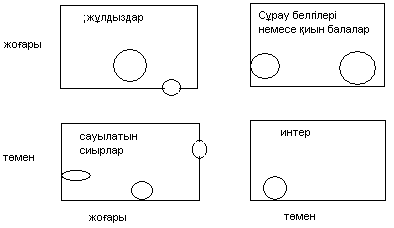 ;жұлдыздар
Сұрау белгілері
немесе қиын балалар
жоғары
сауылатын
сиырлар
интер
төмен
жоғары
төмен